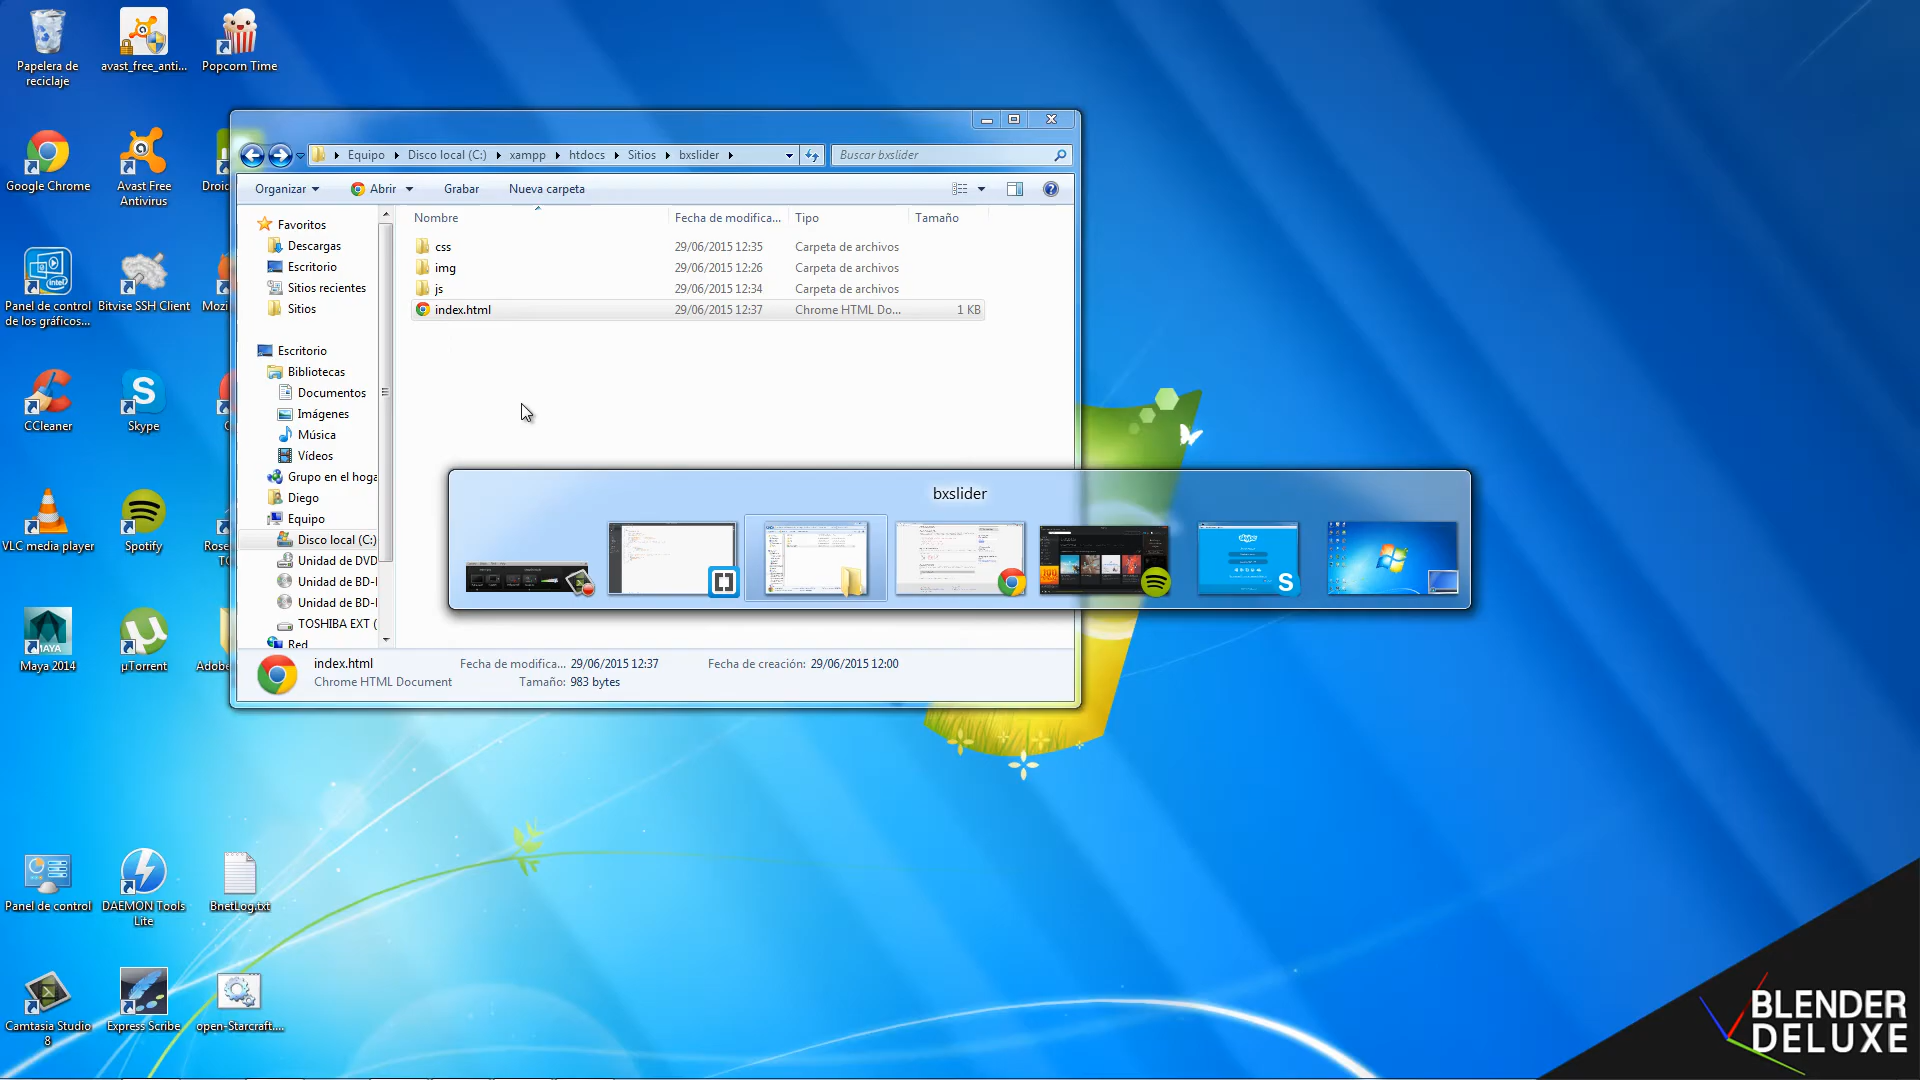 Papelera de
reciclaje
avast_free_anti...
Popcorn Time
Google Chrome
Avast Free
Antivirus
Panel de control
de los gráficos...
Bitvise SSH Client
CCleaner
Skype
VLC media player
Spotify
Maya 2014
µTorrent
Panel de control
DAEMON Tools
Lite
BnetLog.txt
Camtasia Studio
8
Express Scribe
open-Starcraft....
Equipo
Disco local (C:)
xampp
htdocs
Sitios
bxslider
Buscar bxslider
Organizar
Abrir
Grabar
Nueva carpeta
Nombre
Fecha de modifica...
Tipo
Tamaño
css
29/06/2015 12:35
Carpeta de archivos
img
29/06/2015 12:26
Carpeta de archivos
js
29/06/2015 12:34
Carpeta de archivos
index.html
29/06/2015 12:37
Chrome HTML Do...
1 KB
Favoritos
Descargas
Escritorio
Sitios recientes
Sitios
Escritorio
Bibliotecas
Documentos
Imágenes
Música
Vídeos
Grupo en el hoga
Diego
Equipo
Disco local (C:)
Unidad de DVD
Unidad de BD-
Unidad de BD-
TOSHIBA EXT (
Red
bxslider
index.html
Fecha de modifica... 29/06/2015 12:37
Fecha de creación: 29/06/2015 12:00
Chrome HTML Document
Tamaño: 983 bytes
BLENDER
DELUXE